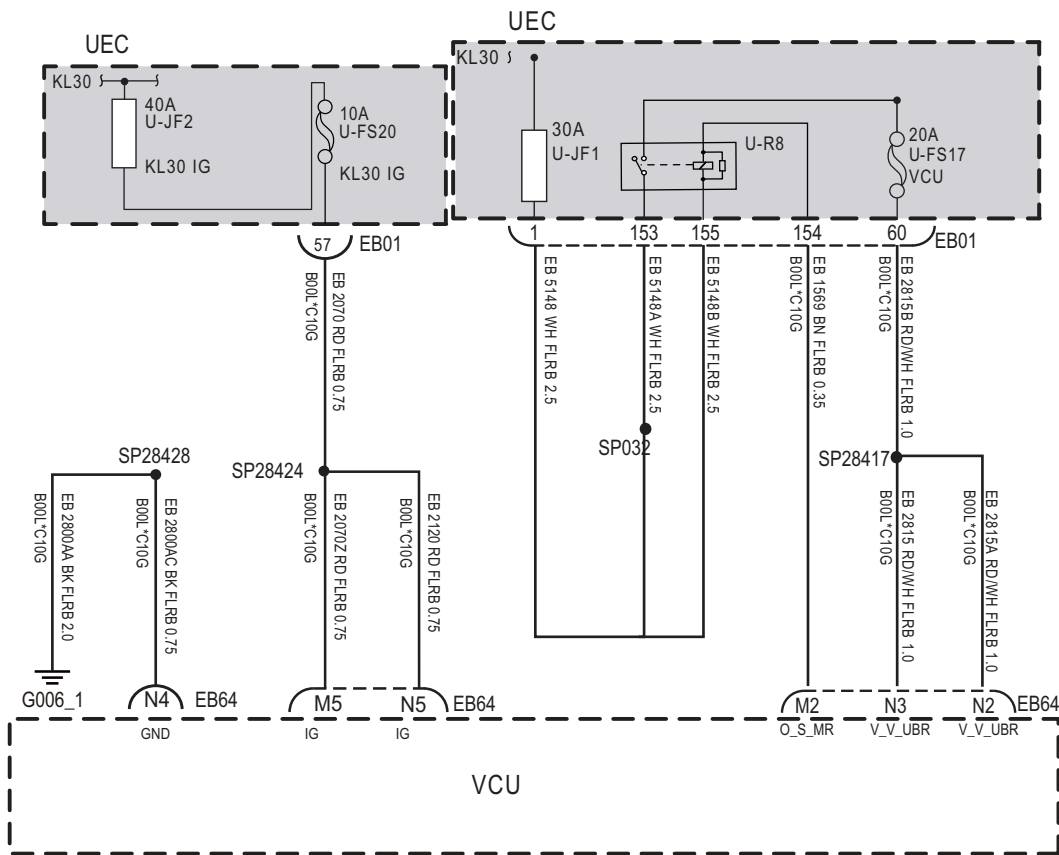 UEC
UEC
KL30
40A
U-JF2
KL30 IG
10A
U-FS20
KL30 IG
KL30
30A
U-JF1
U-R8
20A
U-FS17
VCU
57
EB01
1
153
155
154
60
EB01
EB 2070 RD FLRB 0.75
B00L*C10G
EB 5148 WH FLRB 2.5
EB 5148A WH FLRB 2.5
EB 5148B WH FLRB 2.5
EB 1569 BN FLRB 0.35
B00L*C10G
EB 2815B RD/WH FLRB 1.0
B00L*C10G
SP28428
SP28424
SP032
SP28417
EB 2800AA BK FLRB 2.0
B00L*C10G
EB 2800AC BK FLRB 0.75
B00L*C10G
EB 2070Z RD FLRB 0.75
B00L*C10G
EB 2120 RD FLRB 0.75
B00L*C10G
EB 2815 RD/WH FLRB 1.0
B00L*C10G
EB 2815A RD/WH FLRB 1.0
B00L*C10G
G006_1
N4
EB64
M5
N5
EB64
M2
N3
N2
EB64
GND
IG
IG
O_S_MR
V_V_UBR
V_V_UBR
VCU